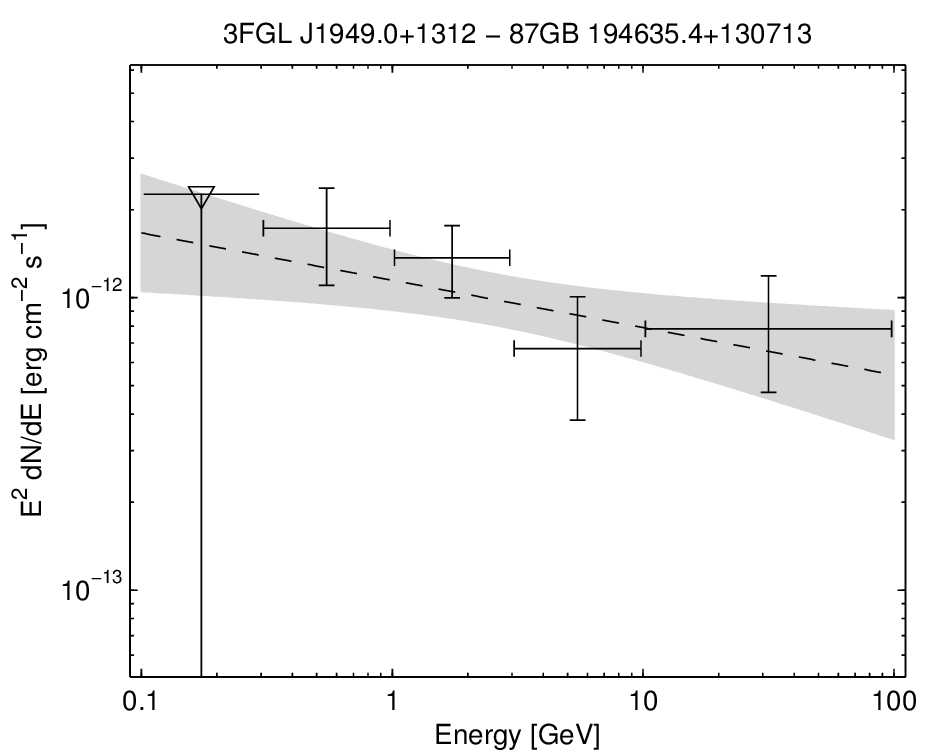 3FGL J1949.0+1312 − 87GB 194635.4+130713
E² dN/dE [erg cm⁻² s⁻¹]
10⁻¹²
10⁻¹³
0.1 1 10 100
Energy [GeV]